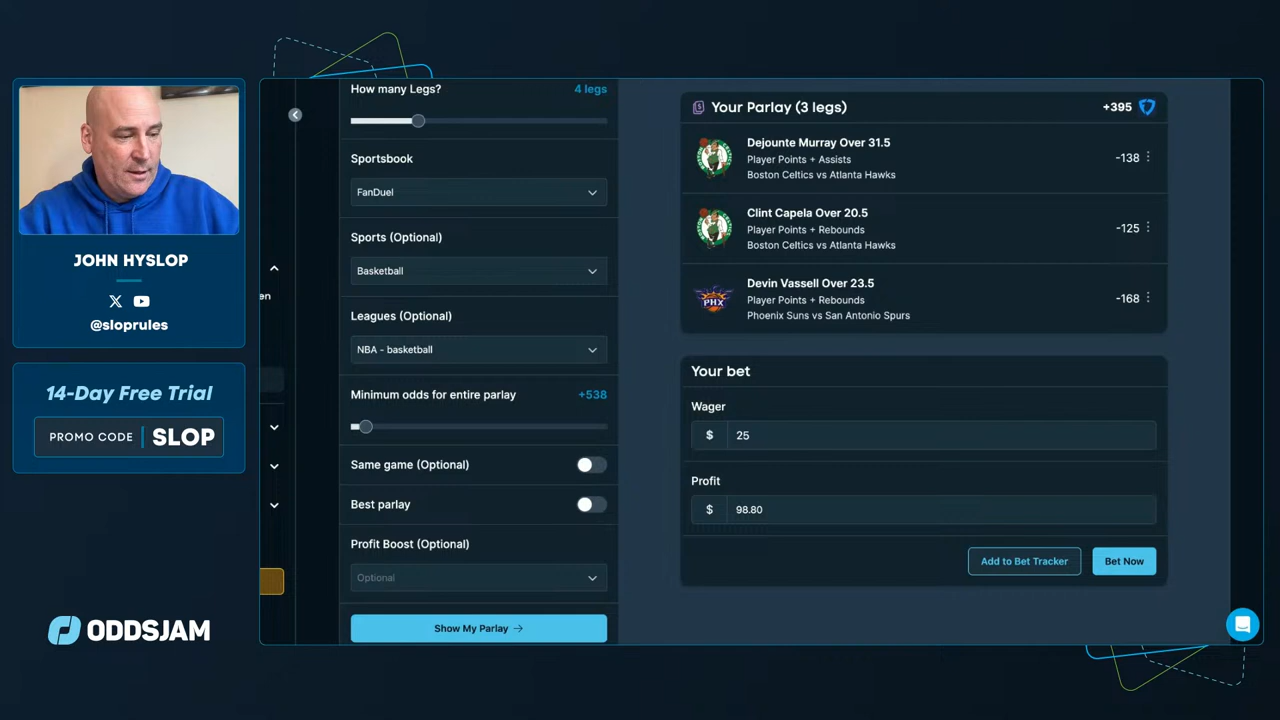 JOHN HYSLOP
@sloprules
14-Day Free Trial
PROMO CODE SLOP
ODDSJAM
en
How many Legs? 4 legs
Sportsbook
FanDuel
Sports (Optional)
Basketball
Leagues (Optional)
NBA - basketball
Minimum odds for entire parlay +538
Same game (Optional)
Best parlay
Profit Boost (Optional)
Optional
Show My Parlay →
Your Parlay (3 legs) +395
Dejounte Murray Over 31.5
Player Points + Assists -138
Boston Celtics vs Atlanta Hawks
Clint Capela Over 20.5
Player Points + Rebounds -125
Boston Celtics vs Atlanta Hawks
PHX
Devin Vassell Over 23.5
Player Points + Rebounds -168
Phoenix Suns vs San Antonio Spurs
Your bet
Wager
$ 25
Profit
$ 98.80
Add to Bet Tracker Bet Now